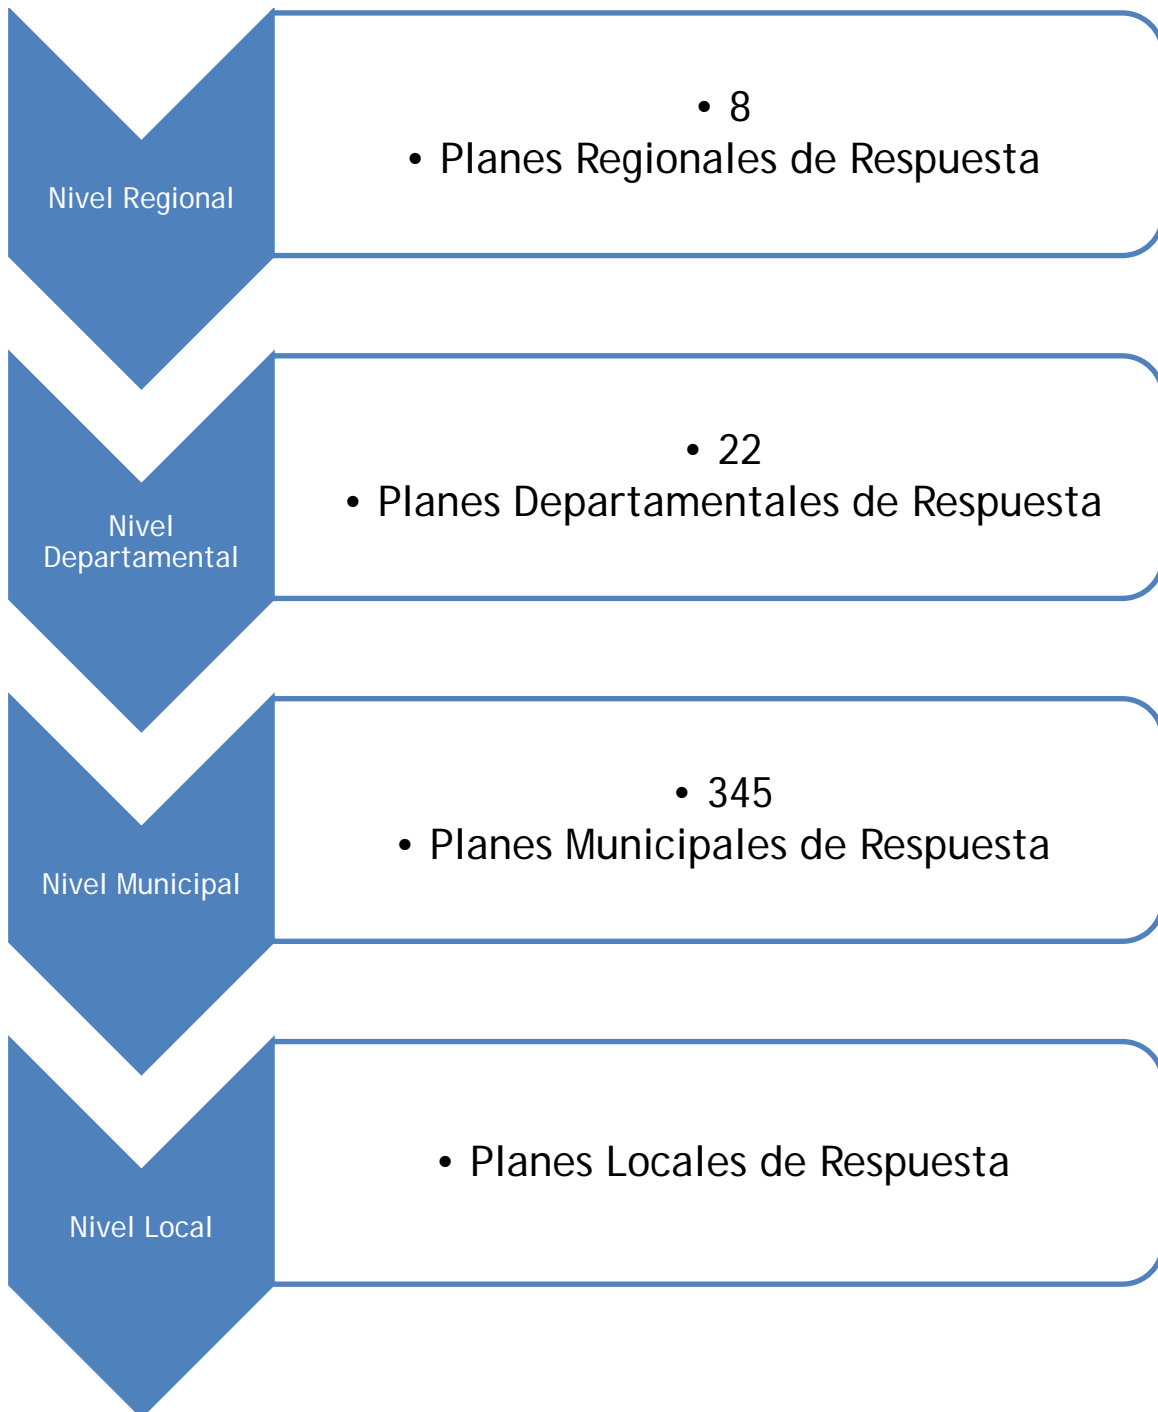 Nivel Regional
• 8
• Planes Regionales de Respuesta
Nivel
Departamental
• 22
• Planes Departamentales de Respuesta
Nivel Municipal
• 345
• Planes Municipales de Respuesta
Nivel Local
• Planes Locales de Respuesta